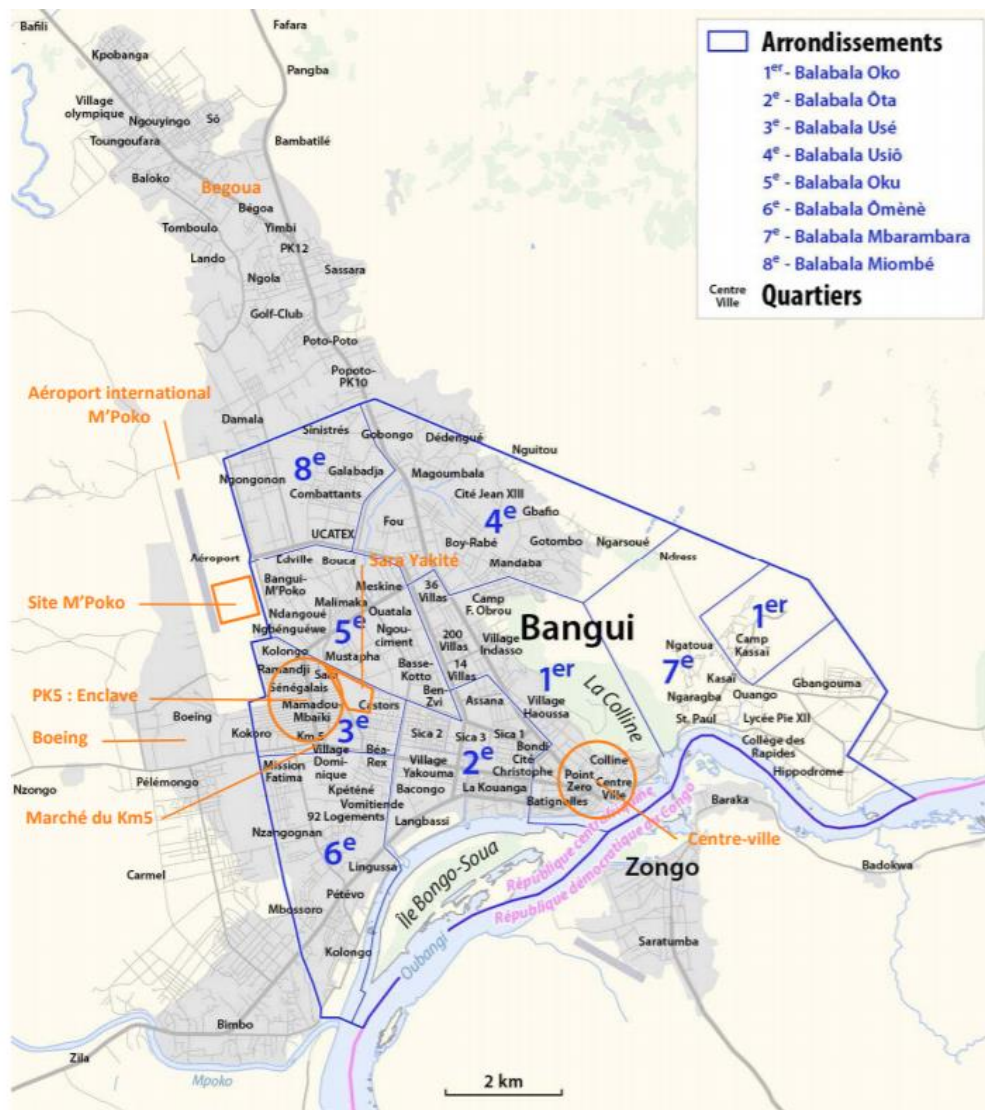 Bafili
Fafara
Kpobanga
Pangba
Village
olympique
Ngouyingo
Sô
Toungoufara
Bambatilé
Baloko
Begoua
Bégoa
Tomboulo
Yimbi
PK12
Lando
Sassara
Ngola
Golf-Club
Poto-Poto
Popoto-
PK10
Arrondissements
1er - Balabala Oko
2e - Balabala Ôta
3e - Balabala Usé
4e - Balabala Usiô
5e - Balabala Oku
6e - Balabala Ômènè
7e - Balabala Mbarambara
8e - Balabala Miombé
Centre
Ville
Quartiers
Aéroport international
M'Poko
Damala
Sinistrés
Gobongo
Dédengué
Nguitou
8e
Galabadja
Ngongonon
Combattants
Magoumbala
Cité Jean XIII
4e
Gbafio
UCATEX
Fou
Boy-Rabé
Gotombo
Ngarsoué
Aéroport
Edville
Bouca
Sara Yakité
Mandaba
Ndress
Site M'Poko
Bangui-
M'Poko
Meskine
36
Villas
Camp
F. Obrou
Malimaka
Ndangoué
Ouatala
Ngbénguéwe
5e
Ngou-
ciment
200
Villas
Village
Indasso
Bangui
1er
Camp
Kassaï
Kolongo
Mustapha
Ngatoua
7e
Ramandji
Sara
Basse-
Kotto
14
Villas
1er
La Colline
Kasaï
Gbangouma
PK5 : Enclave
Sénégalais
Ben-
Zvi
Assana
Village
Haoussa
Ngaragba
Ouango
Mamadou-
Mbaïki
Castors
St. Paul
Lycée Pie XII
Boeing
Boeing
Kokoro
Km 5
3e
Sica 2
Sica 3
Sica 1
Bondi
Collège des
Rapides
Village
Domi-
nique
Béa-
Rex
2e
Cité
Christophe
Colline
Hippodrome
Mission
Fatima
Village
Yakouma
Point
Zero
Centre
Ville
Nzongo
Pélémongo
Kpéténé
Bacongo
La Kouanga
Marché du Km5
Vomitiende
Batignolles
Baraka
92 Logements
Langbassi
Nzangognan
6e
République centrafricaine
République démocratique du Congo
Centre-ville
Zongo
Badokwa
Carmel
Lingussa
Île Bongo-Soua
Pétévo
Mbossoro
Saratumba
Kolongo
Oubangi
Bimbo
Zila
Mpoko
2 km